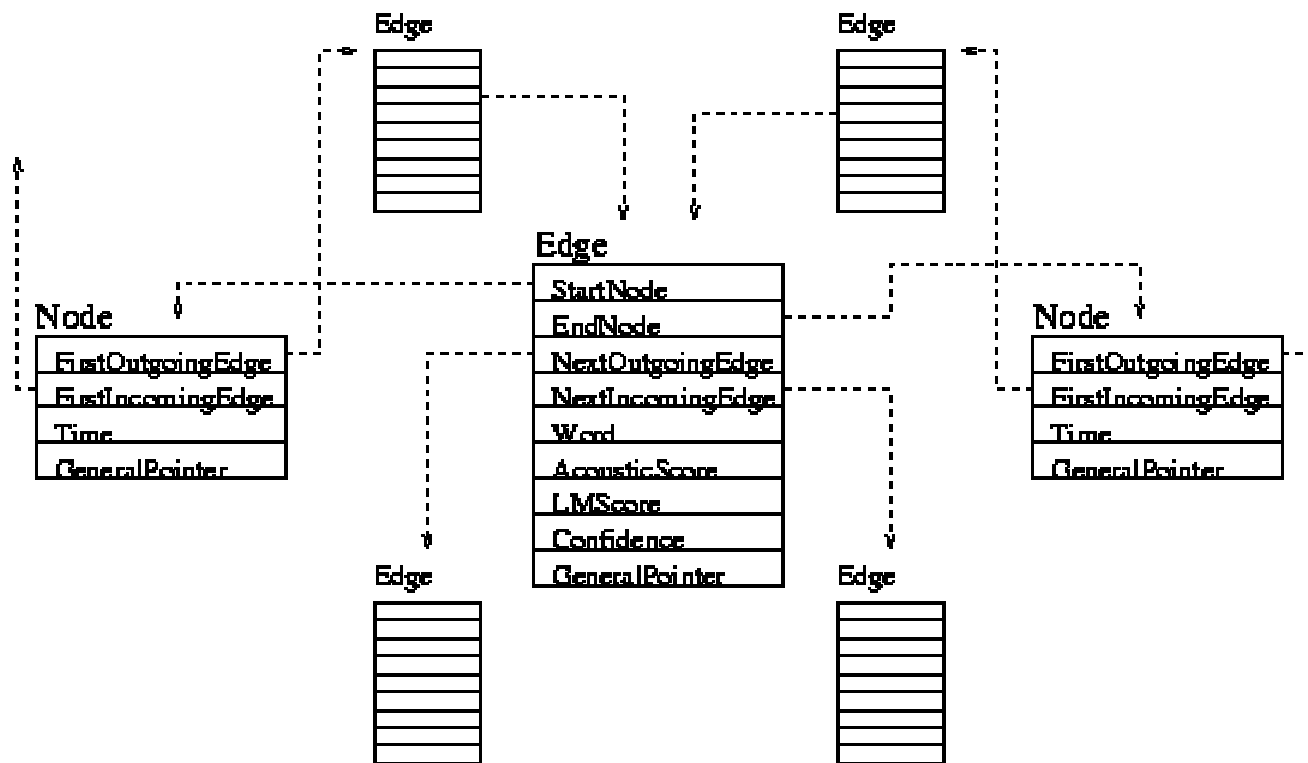 Edge
Edge
Edge
StartNode
EndNode
NextOutgoingEdge
NextIncomingEdge
Word
AcousticScore
LMScore
Confidence
GeneralPointer
Node
FirstOutgoingEdge
FirstIncomingEdge
Time
GeneralPointer
Node
FirstOutgoingEdge
FirstIncomingEdge
Time
GeneralPointer
Edge
Edge